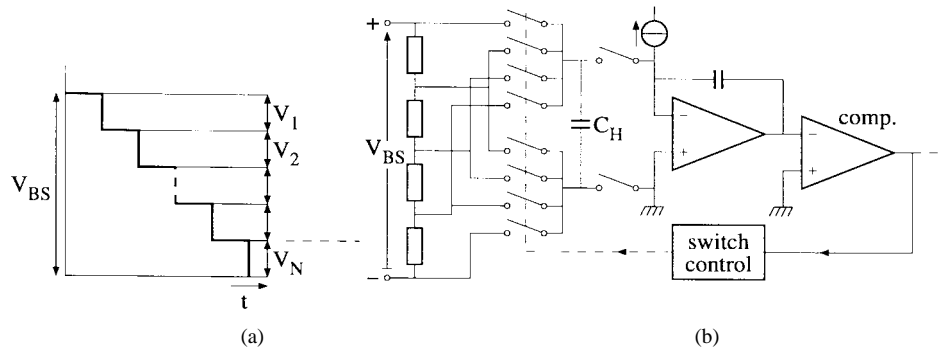 V_BS
V_1
V_2
V_N
t
(a)
+
V_BS
−
C_H
−
+
comp.
−
+
switch
control
(b)